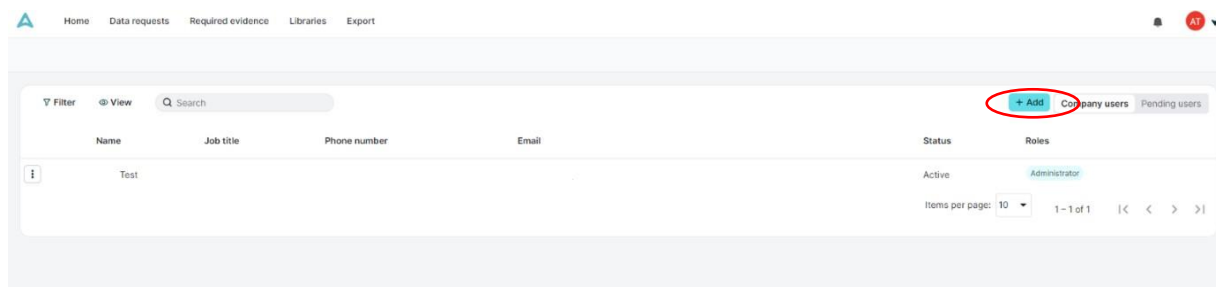 Home Data requests Required evidence Libraries Export AT
Filter View Search + Add Company users Pending users
Name Job title Phone number Email Status Roles
Test Active Administrator
Items per page: 10 1 – 1 of 1